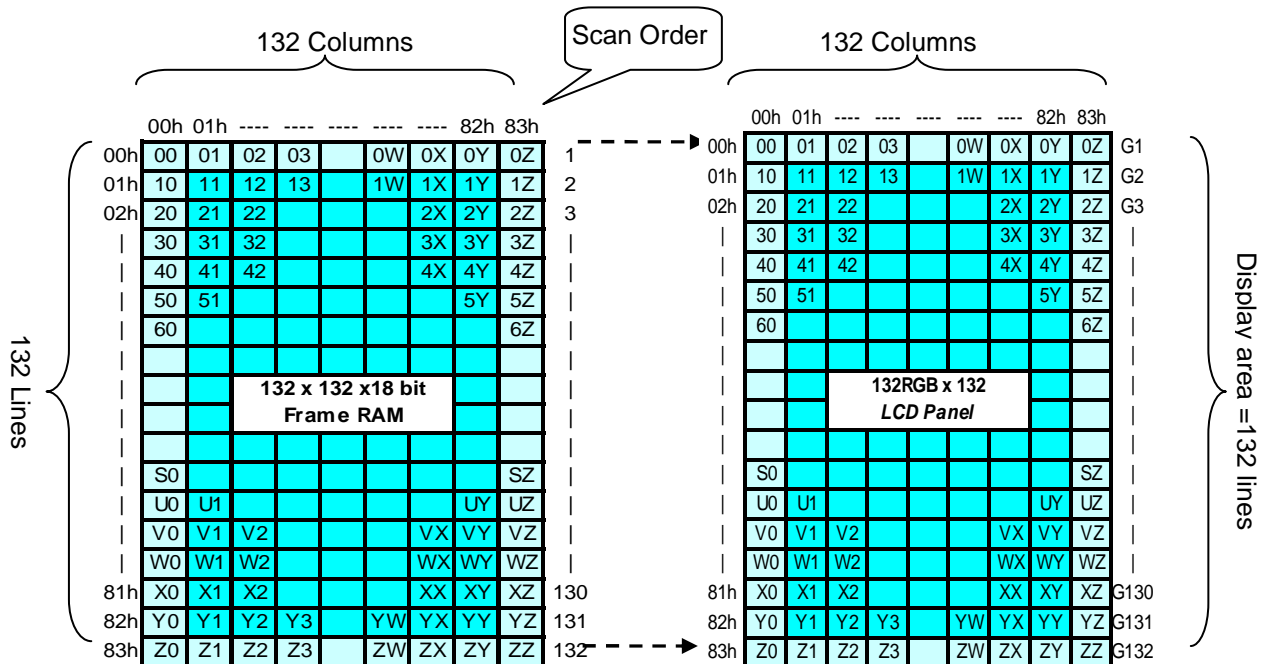 132 Columns
Scan Order
132 Columns
00h 01h ---- ---- ---- ---- ---- 82h 83h
00h 00 01 02 03 0W 0X 0Y 0Z 1
01h 10 11 12 13 1W 1X 1Y 1Z 2
02h 20 21 22 2X 2Y 2Z 3
30 31 32 3X 3Y 3Z
40 41 42 4X 4Y 4Z
50 51 5Y 5Z
60 6Z
132 x 132 x18 bit
Frame RAM
S0 SZ
U0 U1 UY UZ
V0 V1 V2 VX VY VZ
W0 W1 W2 WX WY WZ
81h X0 X1 X2 XX XY XZ 130
82h Y0 Y1 Y2 Y3 YW YX YY YZ 131
83h Z0 Z1 Z2 Z3 ZW ZX ZY ZZ 132
132 Lines
00h 01h ---- ---- ---- ---- ---- 82h 83h
00h 00 01 02 03 0W 0X 0Y 0Z G1
01h 10 11 12 13 1W 1X 1Y 1Z G2
02h 20 21 22 2X 2Y 2Z G3
30 31 32 3X 3Y 3Z
40 41 42 4X 4Y 4Z
50 51 5Y 5Z
60 6Z
132RGB x 132
LCD Panel
S0 SZ
U0 U1 UY UZ
V0 V1 V2 VX VY VZ
W0 W1 W2 WX WY WZ
81h X0 X1 X2 XX XY XZ G130
82h Y0 Y1 Y2 Y3 YW YX YY YZ G131
83h Z0 Z1 Z2 Z3 ZW ZX ZY ZZ G132
Display area =132 lines